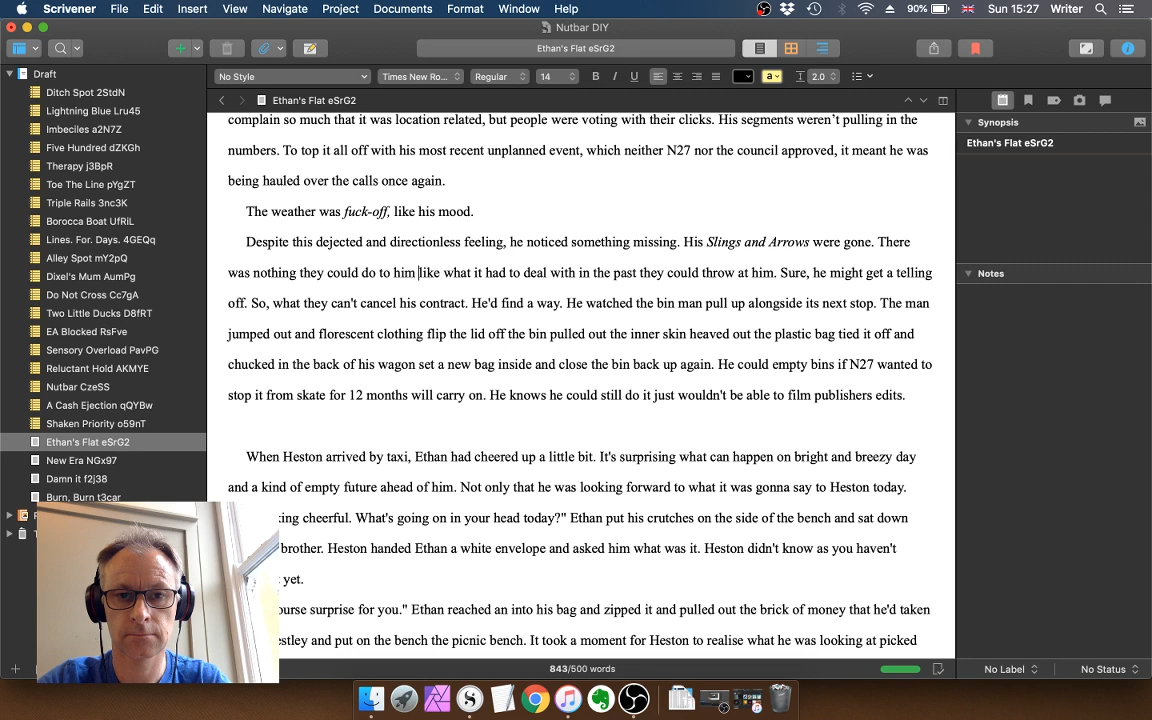 Scrivener File Edit Insert View Navigate Project Documents Format Window Help 90% Sun 15:27 Writer
Nutbar DIY
Ethan's Flat eSrG2
No Style Times New Ro... Regular 14 B I U a 2.0
Draft
Ditch Spot 2StdN
Lightning Blue Lru45
Imbeciles a2N7Z
Five Hundred dZKGh
Therapy j3BpR
Toe The Line pYgZT
Triple Rails 3nc3K
Borocca Boat UfRiL
Lines. For. Days. 4GEQq
Alley Spot mY2pQ
Dixel's Mum AumPg
Do Not Cross Cc7gA
Two Little Ducks D8fRT
EA Blocked RsFve
Sensory Overload PavPG
Reluctant Hold AKMYE
Nutbar CzeSS
A Cash Ejection qQYBw
Shaken Priority o59nT
Ethan's Flat eSrG2
New Era NGx97
Damn it f2j38
Burn, Burn t3car
Ethan's Flat eSrG2
complain so much that it was location related, but people were voting with their clicks. His segments weren't pulling in the
numbers. To top it all off with his most recent unplanned event, which neither N27 nor the council approved, it meant he was
being hauled over the calls once again.
The weather was fuck-off, like his mood.
Despite this dejected and directionless feeling, he noticed something missing. His Slings and Arrows were gone. There
was nothing they could do to him like what it had to deal with in the past they could throw at him. Sure, he might get a telling
off. So, what they can't cancel his contract. He'd find a way. He watched the bin man pull up alongside its next stop. The man
jumped out and florescent clothing flip the lid off the bin pulled out the inner skin heaved out the plastic bag tied it off and
chucked in the back of his wagon set a new bag inside and close the bin back up again. He could empty bins if N27 wanted to
stop it from skate for 12 months will carry on. He knows he could still do it just wouldn't be able to film publishers edits.
When Heston arrived by taxi, Ethan had cheered up a little bit. It's surprising what can happen on bright and breezy day
and a kind of empty future ahead of him. Not only that he was looking forward to what it was gonna say to Heston today.
king cheerful. What's going on in your head today?" Ethan put his crutches on the side of the bench and sat down
brother. Heston handed Ethan a white envelope and asked him what was it. Heston didn't know as you haven't
yet.
ourse surprise for you." Ethan reached an into his bag and zipped it and pulled out the brick of money that he'd taken
estley and put on the bench the picnic bench. It took a moment for Heston to realise what he was looking at picked
843/500 words
Synopsis
Ethan's Flat eSrG2
Notes
No Label No Status